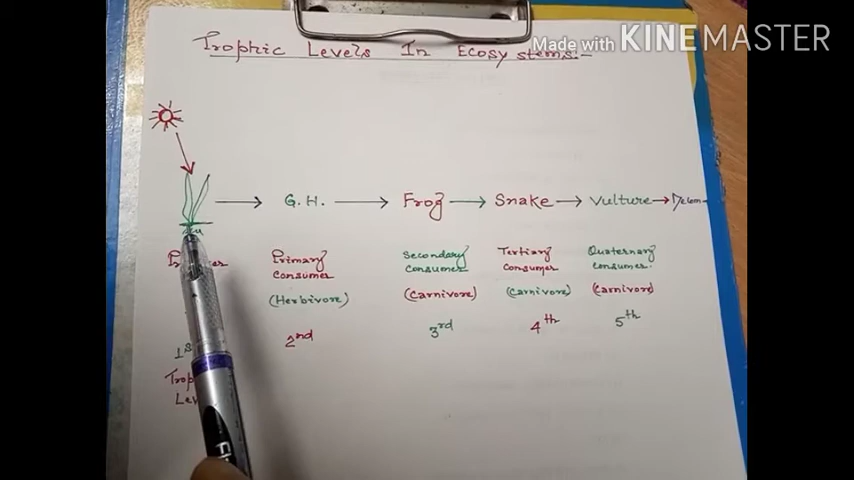 Made with KINEMASTER
Trophic Levels In Ecosystems:-
G.H. Frog Snake Vulture
Primary Secondary Tertiary Quaternary
consumer consumer consumer consumer.
(Herbivore) (Carnivore) (Carnivore) (Carnivore)
2nd 3rd 4th 5th